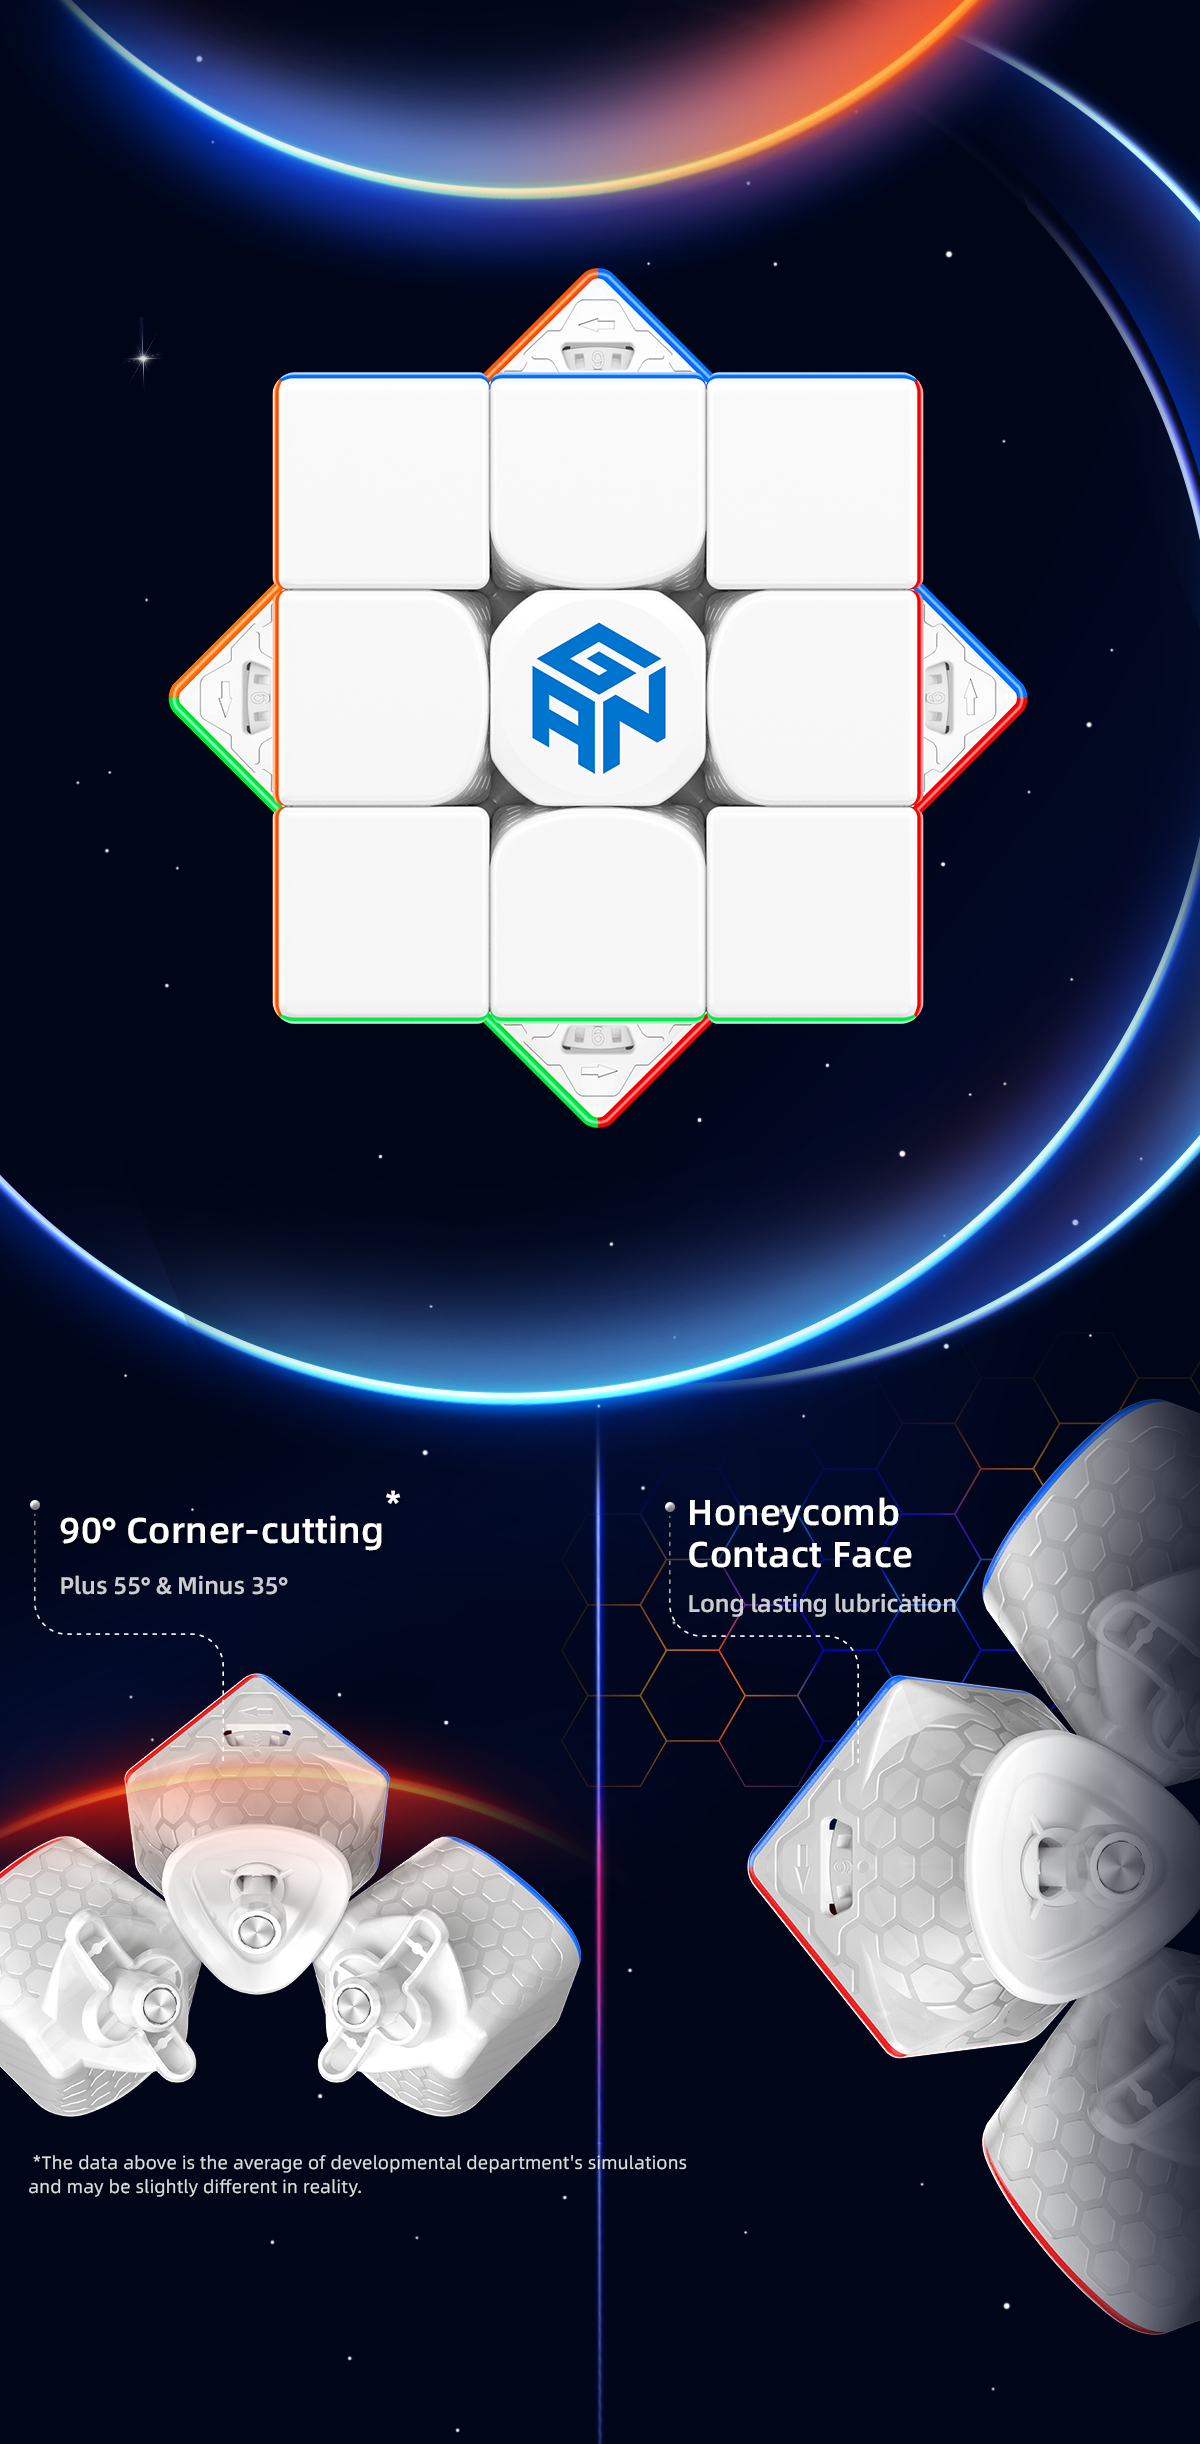 GAN
90° Corner-cutting*
Plus 55° & Minus 35°
Honeycomb
Contact Face
Long lasting lubrication
*The data above is the average of developmental department's simulations
and may be slightly different in reality.